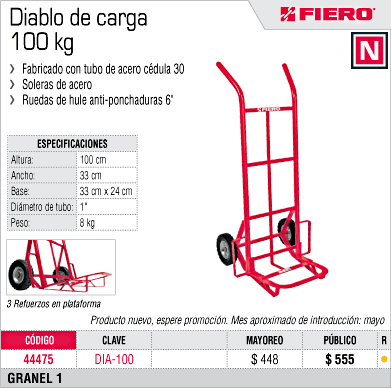 Diablo de carga
100 kg
FIERO®
N
Fabricado con tubo de acero cédula 30
Soleras de acero
Ruedas de hule anti-ponchaduras 6"
FIERO
ESPECIFICACIONES
Altura: 100 cm
Ancho: 33 cm
Base: 33 cm x 24 cm
Diámetro de tubo: 1"
Peso: 8 kg
3 Refuerzos en plataforma
Producto nuevo, espere promoción. Mes aproximado de introducción: mayo
CÓDIGO CLAVE MAYOREO PÚBLICO R
44475 DIA-100 $ 448 $ 555
GRANEL 1